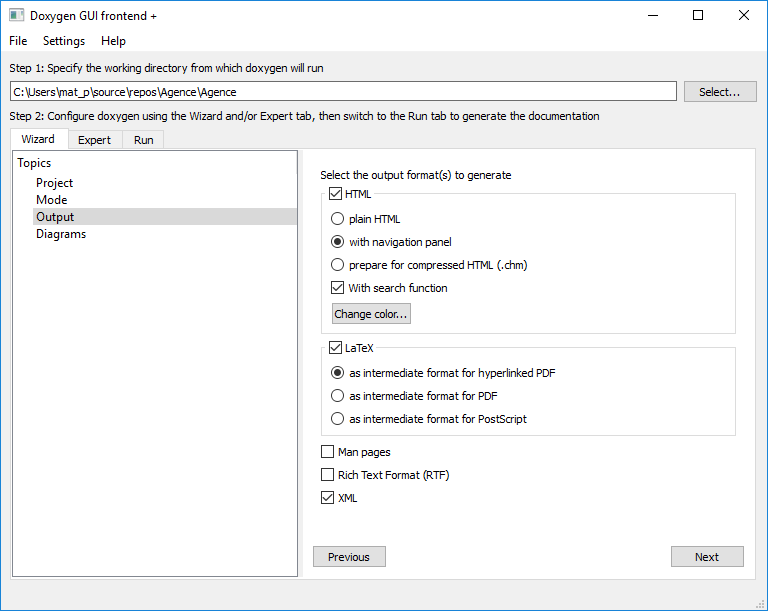 Doxygen GUI frontend +
File Settings Help
Step 1: Specify the working directory from which doxygen will run
C:\Users\mat_p\source\repos\Agence\Agence
Select...
Step 2: Configure doxygen using the Wizard and/or Expert tab, then switch to the Run tab to generate the documentation
Wizard Expert Run
Topics
Project
Mode
Output
Diagrams
Select the output format(s) to generate
HTML
plain HTML
with navigation panel
prepare for compressed HTML (.chm)
With search function
Change color...
LaTeX
as intermediate format for hyperlinked PDF
as intermediate format for PDF
as intermediate format for PostScript
Man pages
Rich Text Format (RTF)
XML
Previous
Next